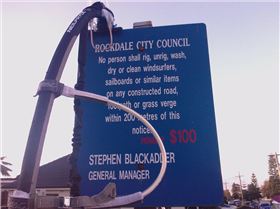 ROCKDALE CITY COUNCIL
No person shall rig, unrig, wash,
dry or clean windsurfers,
sailboards or similar items
on any constructed road,
footpath or grass verge
within 200 metres of this
notice.
$100
STEPHEN BLACKADDER
GENERAL MANAGER